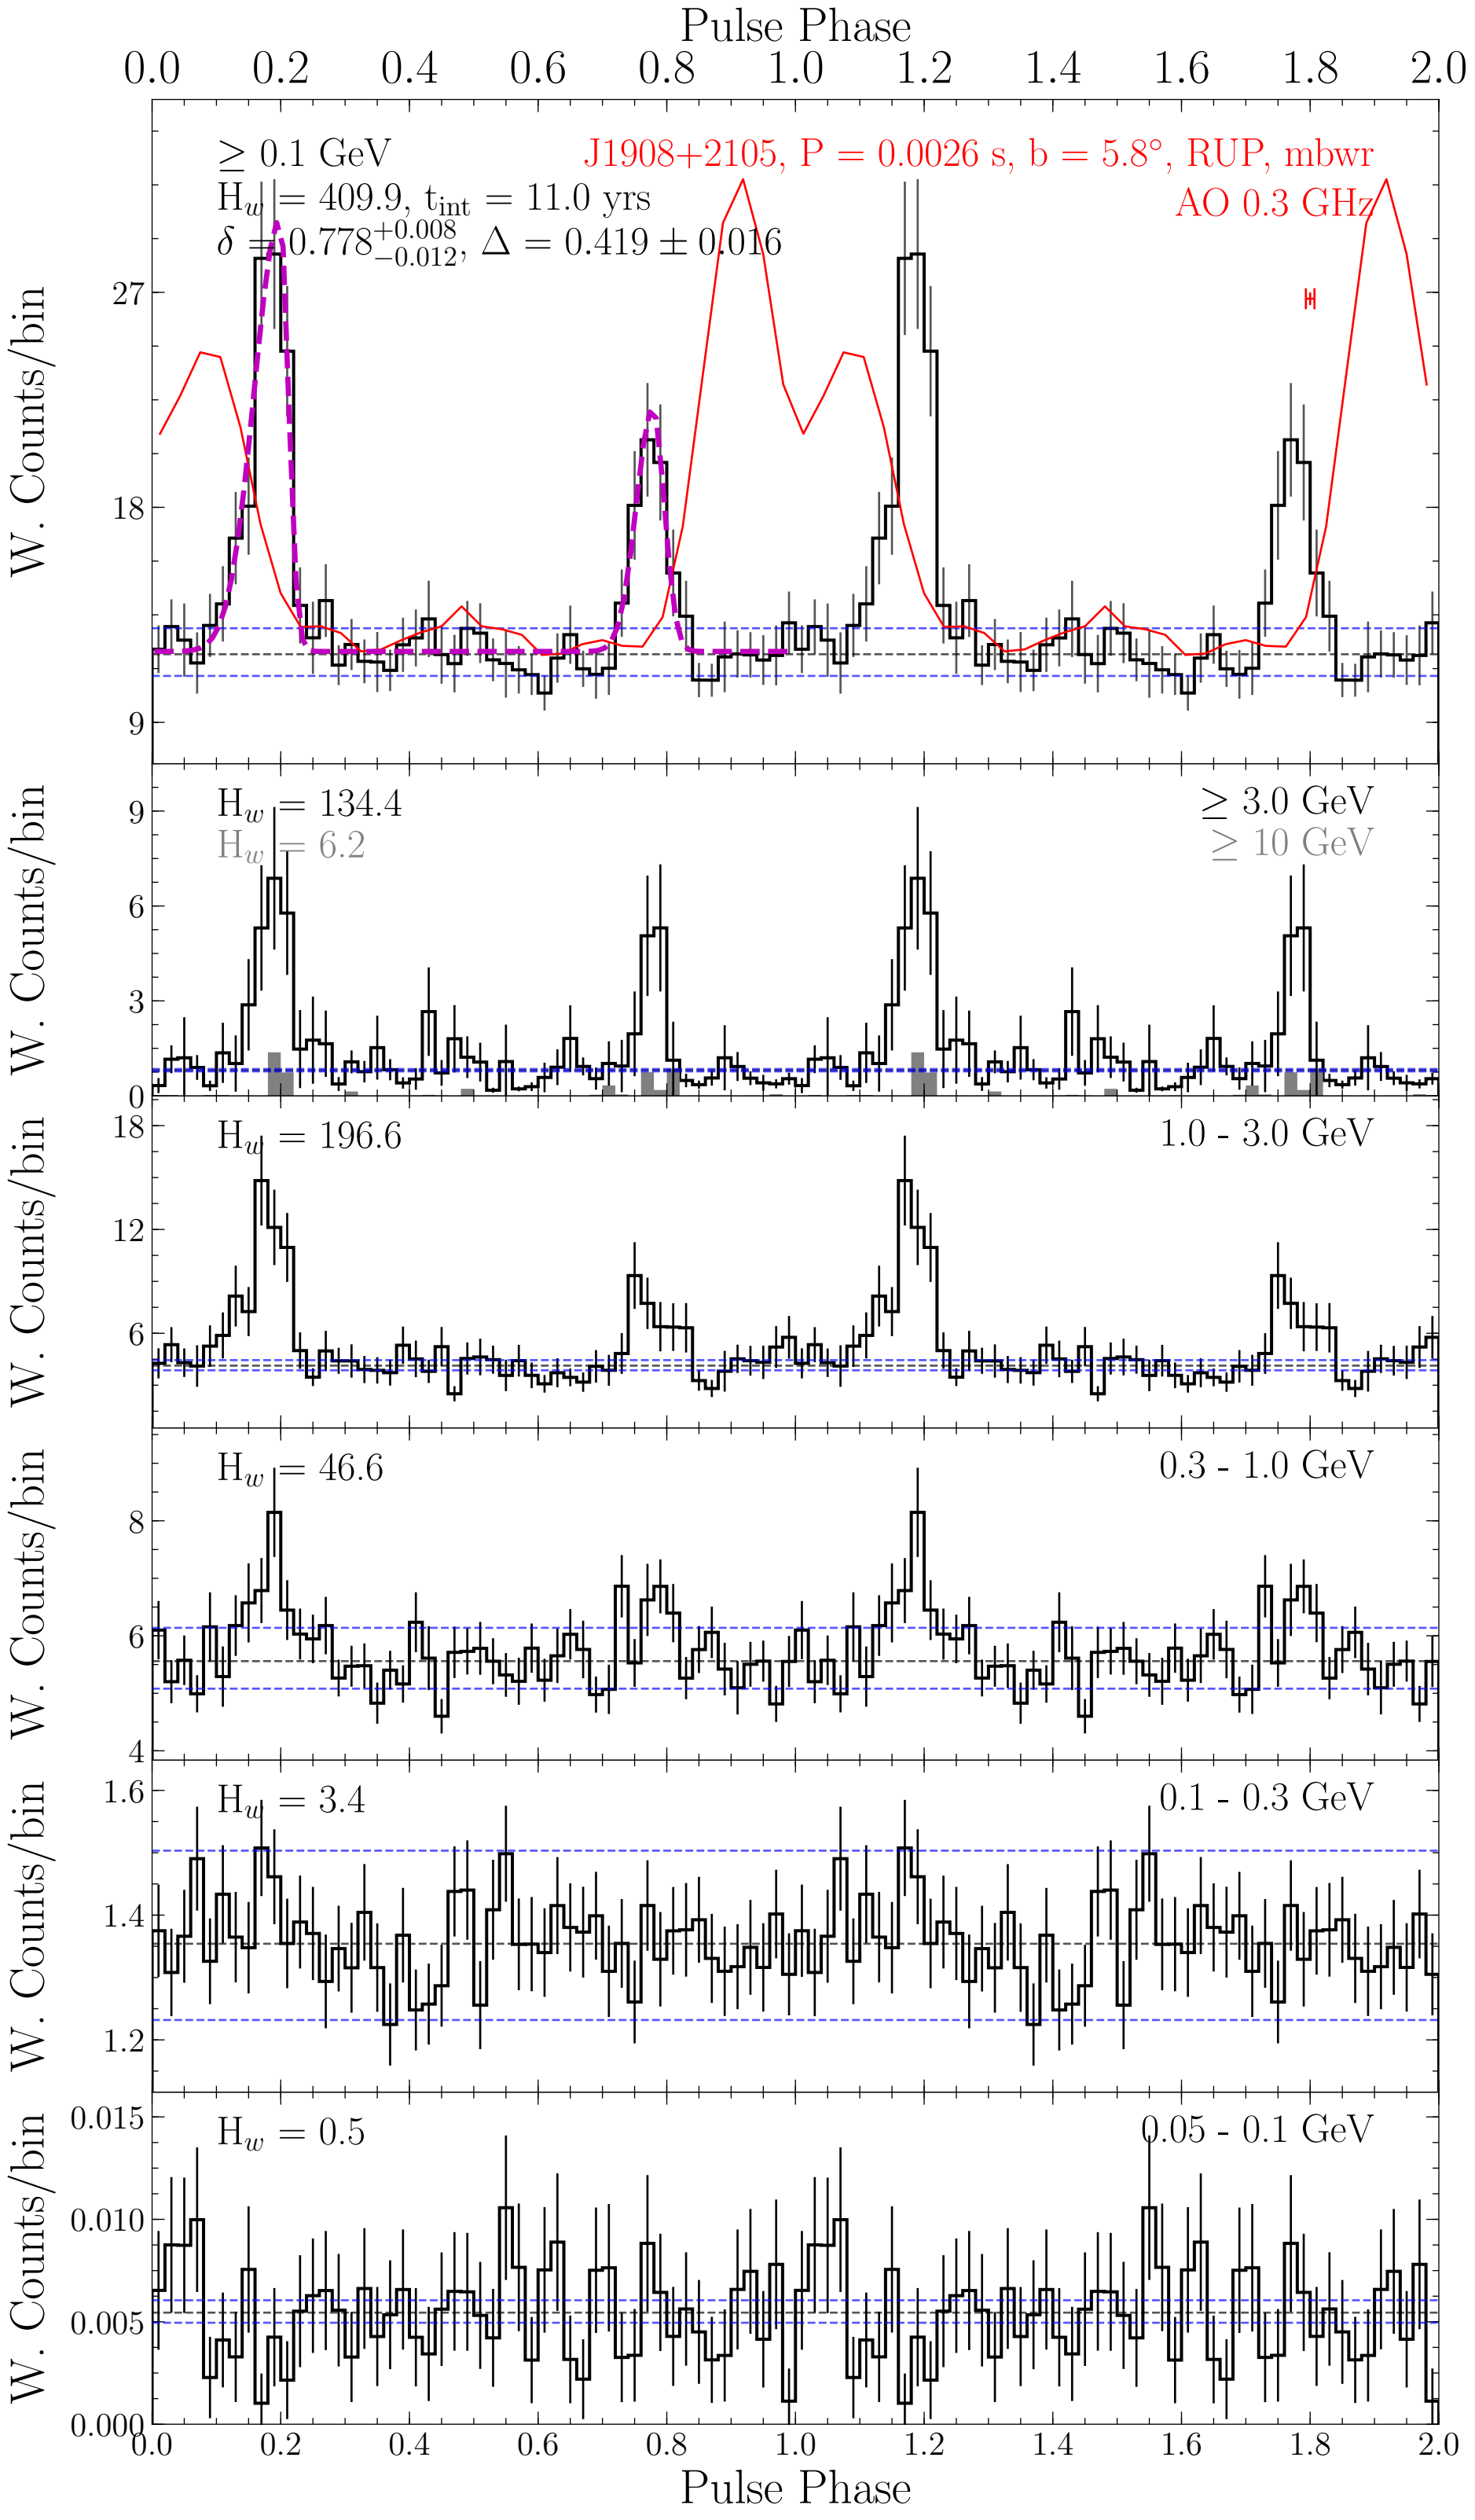 Pulse Phase
0.0 0.2 0.4 0.6 0.8 1.0 1.2 1.4 1.6 1.8 2.0
≥ 0.1 GeV
J1908+2105, P = 0.0026 s, b = 5.8°, RUP, mbwr
H_w = 409.9, t_int = 11.0 yrs
AO 0.3 GHz
δ = 0.778^{+0.008}_{−0.012}, Δ = 0.419 ± 0.016
W. Counts/bin
27
18
9
H_w = 134.4
≥ 3.0 GeV
H_w = 6.2
≥ 10 GeV
W. Counts/bin
9
6
3
0
H_w = 196.6
1.0 - 3.0 GeV
W. Counts/bin
18
12
6
H_w = 46.6
0.3 - 1.0 GeV
W. Counts/bin
8
6
4
H_w = 3.4
0.1 - 0.3 GeV
W. Counts/bin
1.6
1.4
1.2
H_w = 0.5
0.05 - 0.1 GeV
W. Counts/bin
0.015
0.010
0.005
0.000
0.0 0.2 0.4 0.6 0.8 1.0 1.2 1.4 1.6 1.8 2.0
Pulse Phase